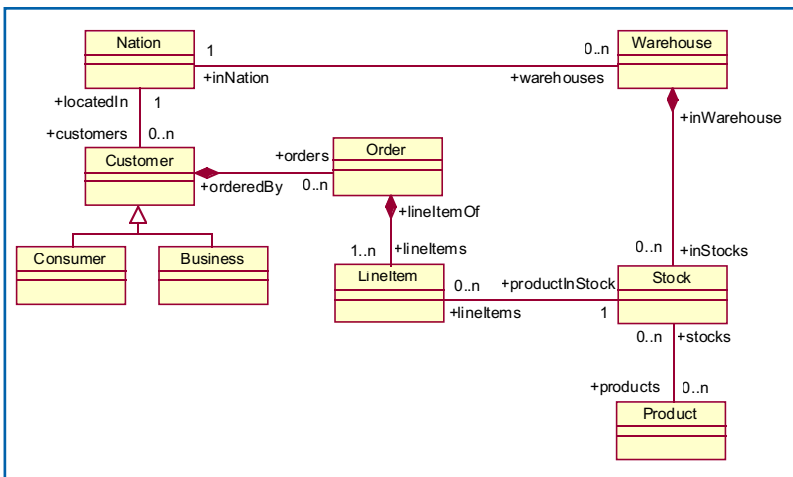 Nation
1
0..n
Warehouse
+inNation
+warehouses
+locatedIn
1
+customers
0..n
+inWarehouse
Customer
+orderedBy
+orders
0..n
Order
+lineItemOf
Consumer
Business
1..n
+lineItems
0..n
+inStocks
LineItem
0..n
+lineItems
+productInStock
1
Stock
0..n
+stocks
+products
0..n
Product